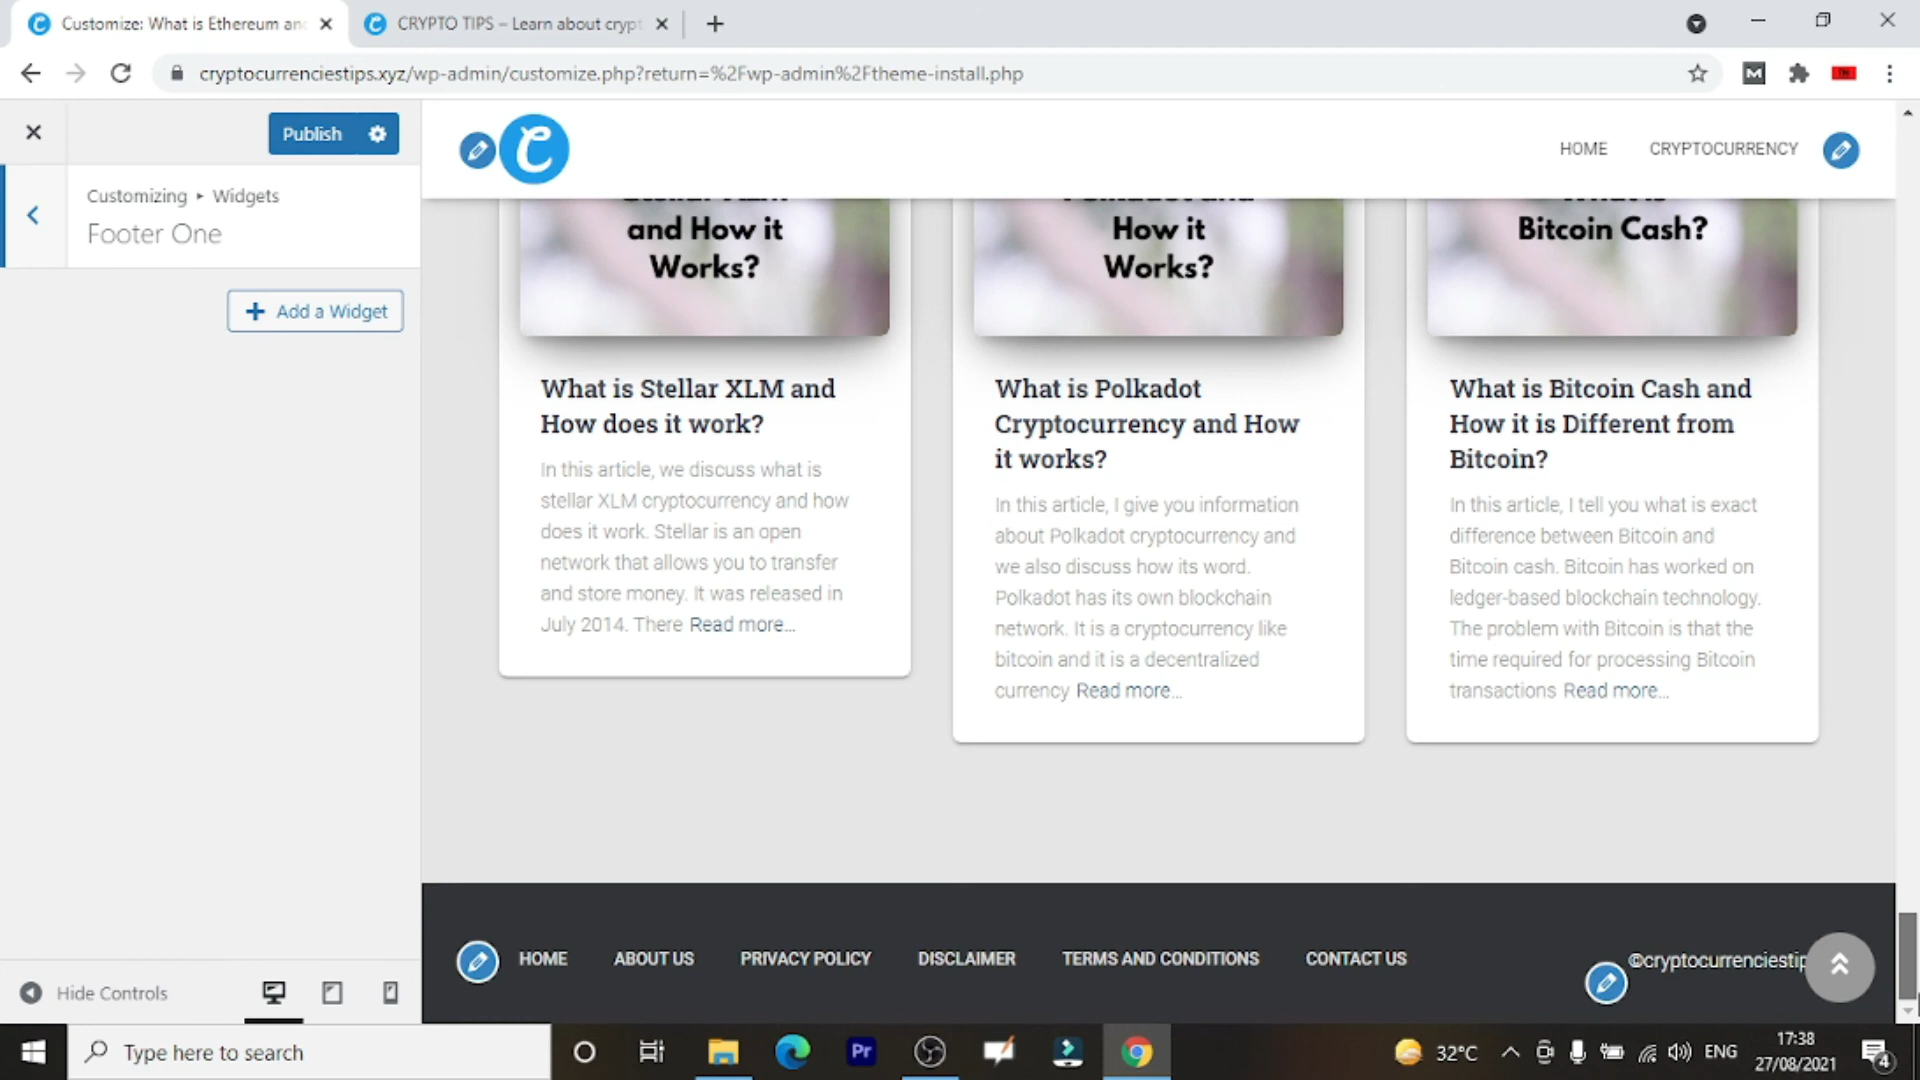 Customize: What is Ethereum an
CRYPTO TIPS – Learn about crypt
cryptocurrenciestips.xyz/wp-admin/customize.php?return=%2Fwp-admin%2Ftheme-install.php
Publish
Customizing ▸ Widgets
Footer One
Add a Widget
Hide Controls
HOME
CRYPTOCURRENCY
and How it
Works?
How it
Works?
Bitcoin Cash?
What is Stellar XLM and
How does it work?
In this article, we discuss what is
stellar XLM cryptocurrency and how
does it work. Stellar is an open
network that allows you to transfer
and store money. It was released in
July 2014. There Read more...
What is Polkadot
Cryptocurrency and How
it works?
In this article, I give you information
about Polkadot cryptocurrency and
we also discuss how its word.
Polkadot has its own blockchain
network. It is a cryptocurrency like
bitcoin and it is a decentralized
currency Read more...
What is Bitcoin Cash and
How it is Different from
Bitcoin?
In this article, I tell you what is exact
difference between Bitcoin and
Bitcoin cash. Bitcoin has worked on
ledger-based blockchain technology.
The problem with Bitcoin is that the
time required for processing Bitcoin
transactions Read more...
HOME
ABOUT US
PRIVACY POLICY
DISCLAIMER
TERMS AND CONDITIONS
CONTACT US
©cryptocurrenciestip
Type here to search
Pr
32°C
ENG
17:38
27/08/2021
4